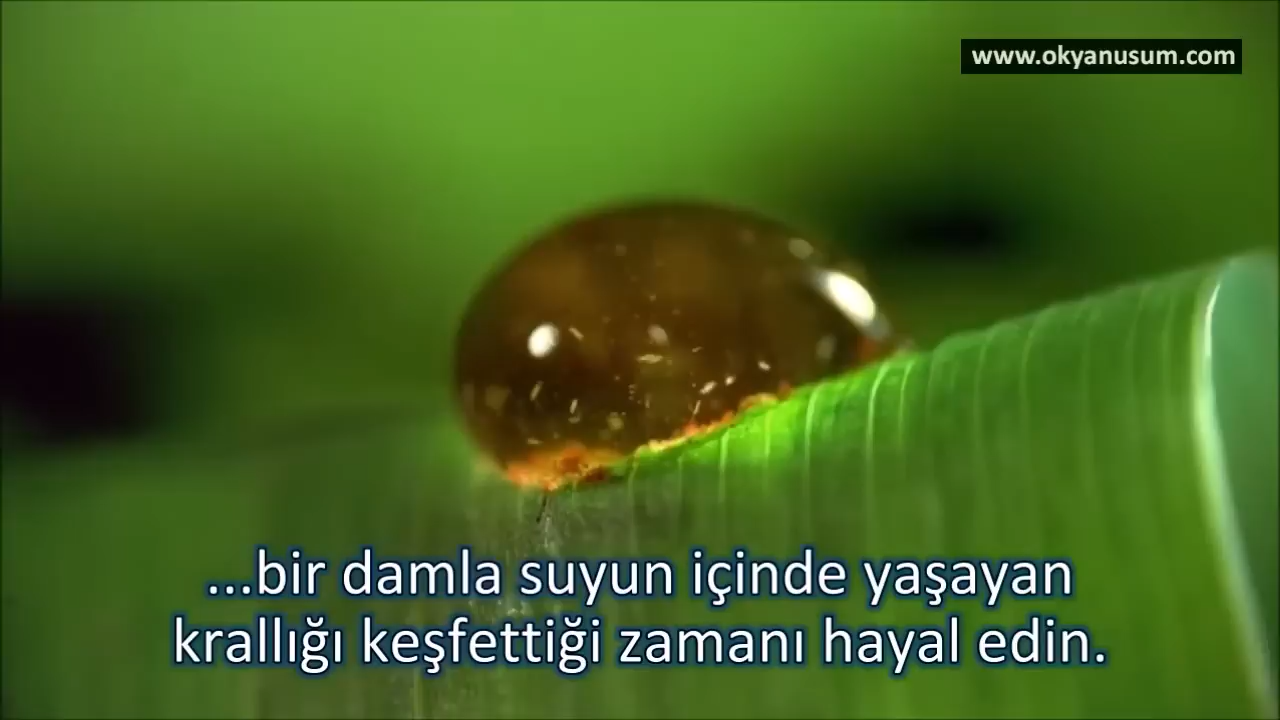 www.okyanusum.com
...bir damla suyun içinde yaşayan
krallığı keşfettiği zamanı hayal edin.